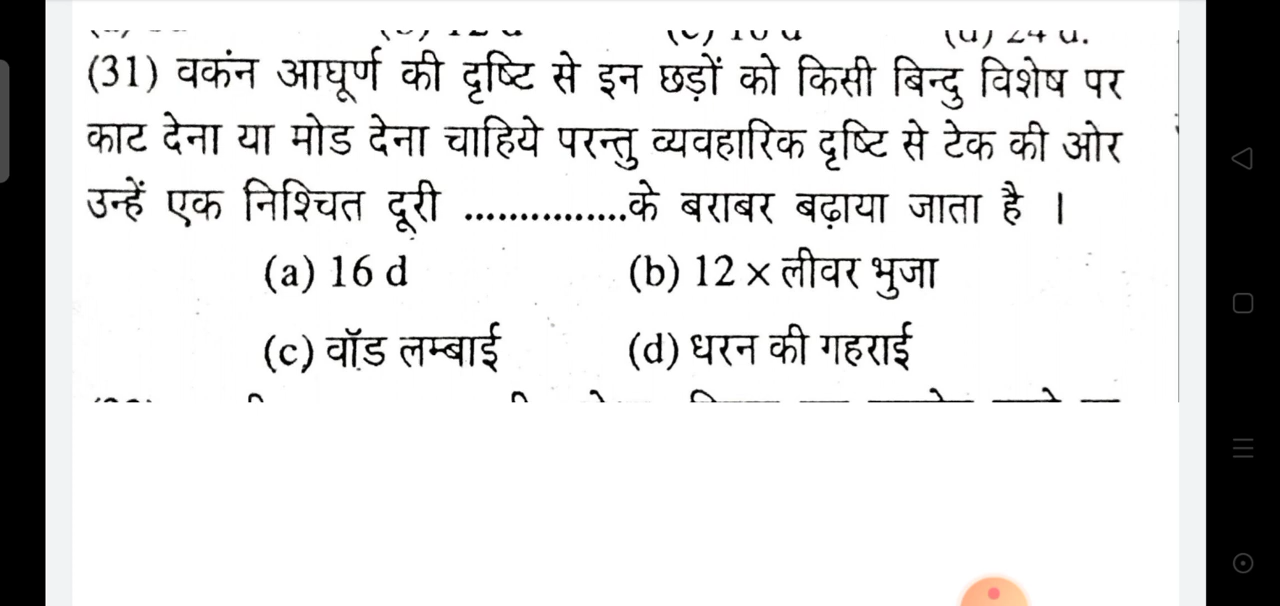 (31) वकंन आघूर्ण की दृष्टि से इन छड़ों को किसी बिन्दु विशेष पर
काट देना या मोड देना चाहिये परन्तु व्यवहारिक दृष्टि से टेक की ओर
उन्हें एक निश्चित दूरी ...............के बराबर बढ़ाया जाता है ।
(a) 16 d (b) 12 × लीवर भुजा
(c) वॉड लम्बाई (d) धरन की गहराई